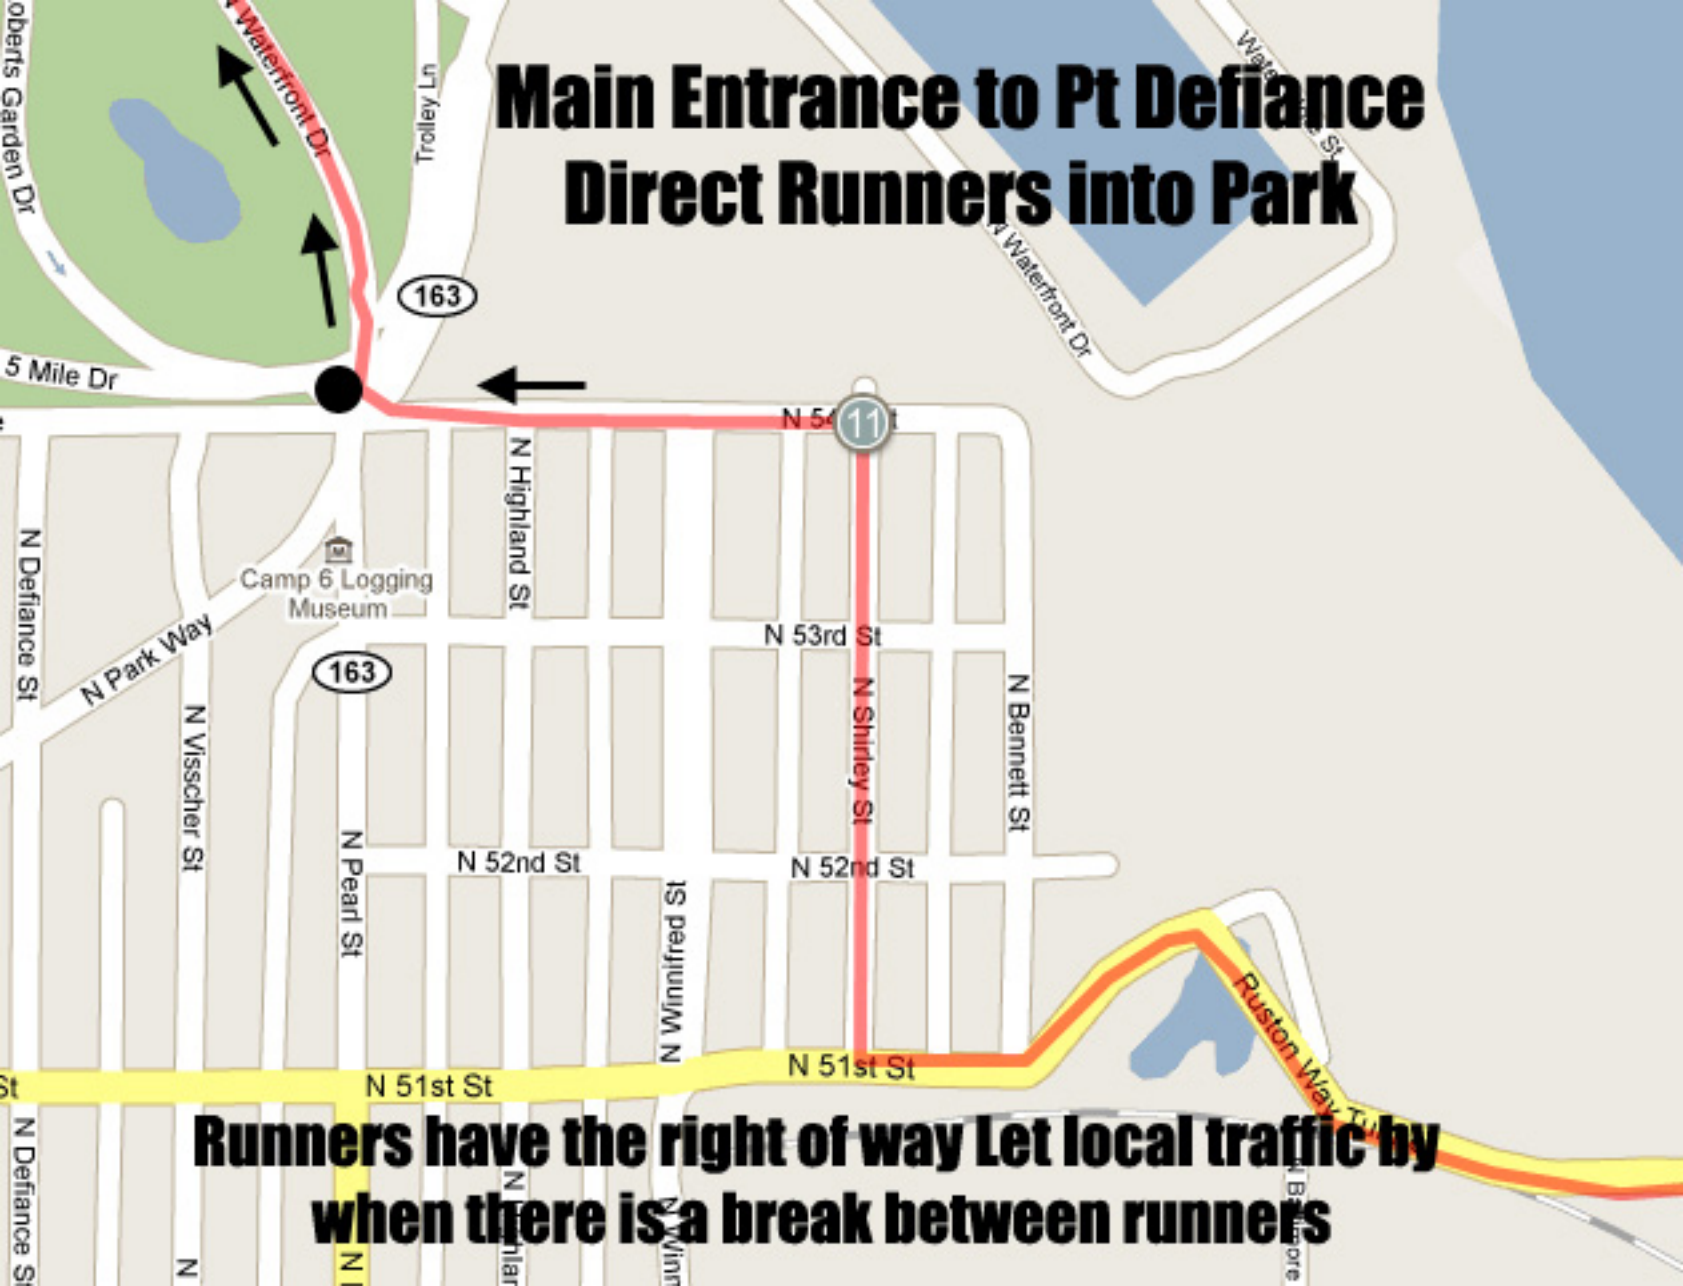 Main Entrance to Pt Defiance
Direct Runners into Park
N Waterfront Dr
Trolley Ln
Garden Dr
163
5 Mile Dr
N Waterfront Dr
St
11
N Highland St
Camp 6 Logging
Museum
N Defiance St
N Park Way
N 53rd St
163
N Shirley St
N Bennett St
N Visscher St
N Pearl St
N 52nd St
N 52nd St
N Winnifred St
Ruston Way
N 51st St
N 51st St
St
Runners have the right of way Let local traffic by
when there is a break between runners
N Defiance St
N
N